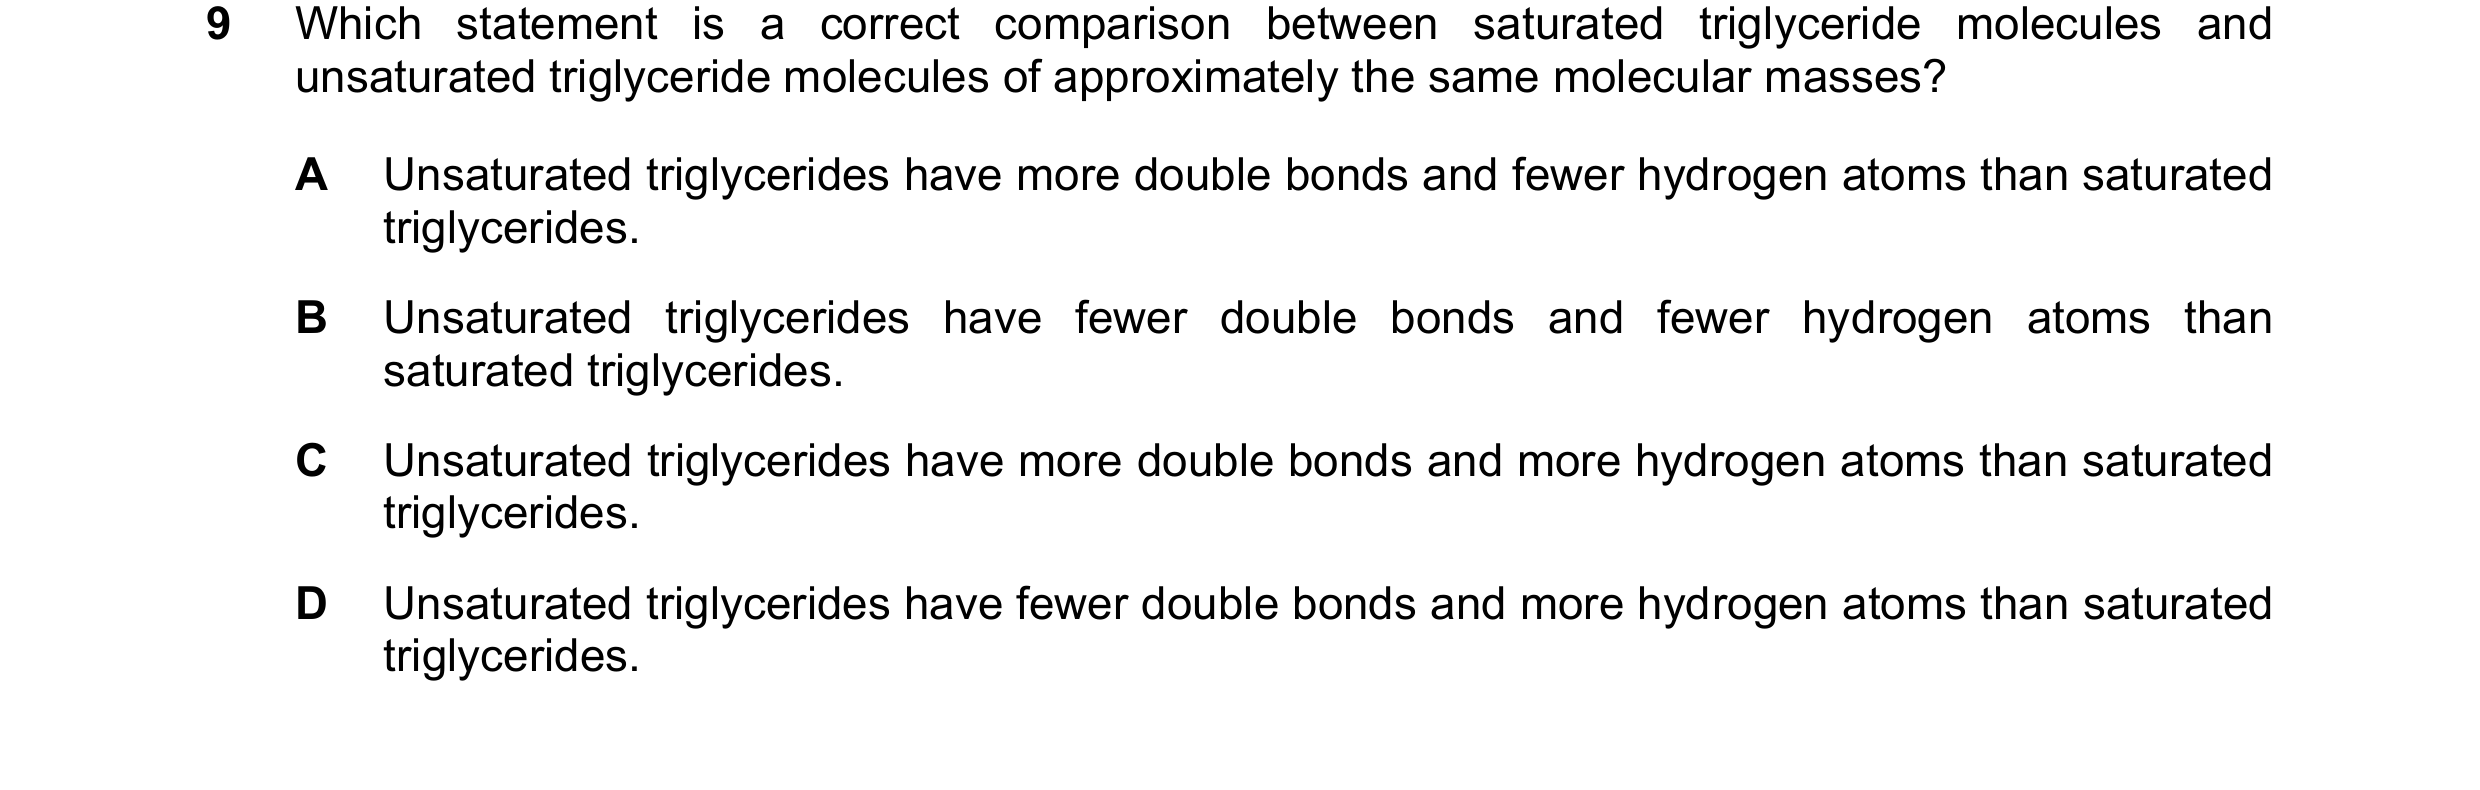 9 Which statement is a correct comparison between saturated triglyceride molecules and
unsaturated triglyceride molecules of approximately the same molecular masses?
A Unsaturated triglycerides have more double bonds and fewer hydrogen atoms than saturated
triglycerides.
B Unsaturated triglycerides have fewer double bonds and fewer hydrogen atoms than
saturated triglycerides.
C Unsaturated triglycerides have more double bonds and more hydrogen atoms than saturated
triglycerides.
D Unsaturated triglycerides have fewer double bonds and more hydrogen atoms than saturated
triglycerides.